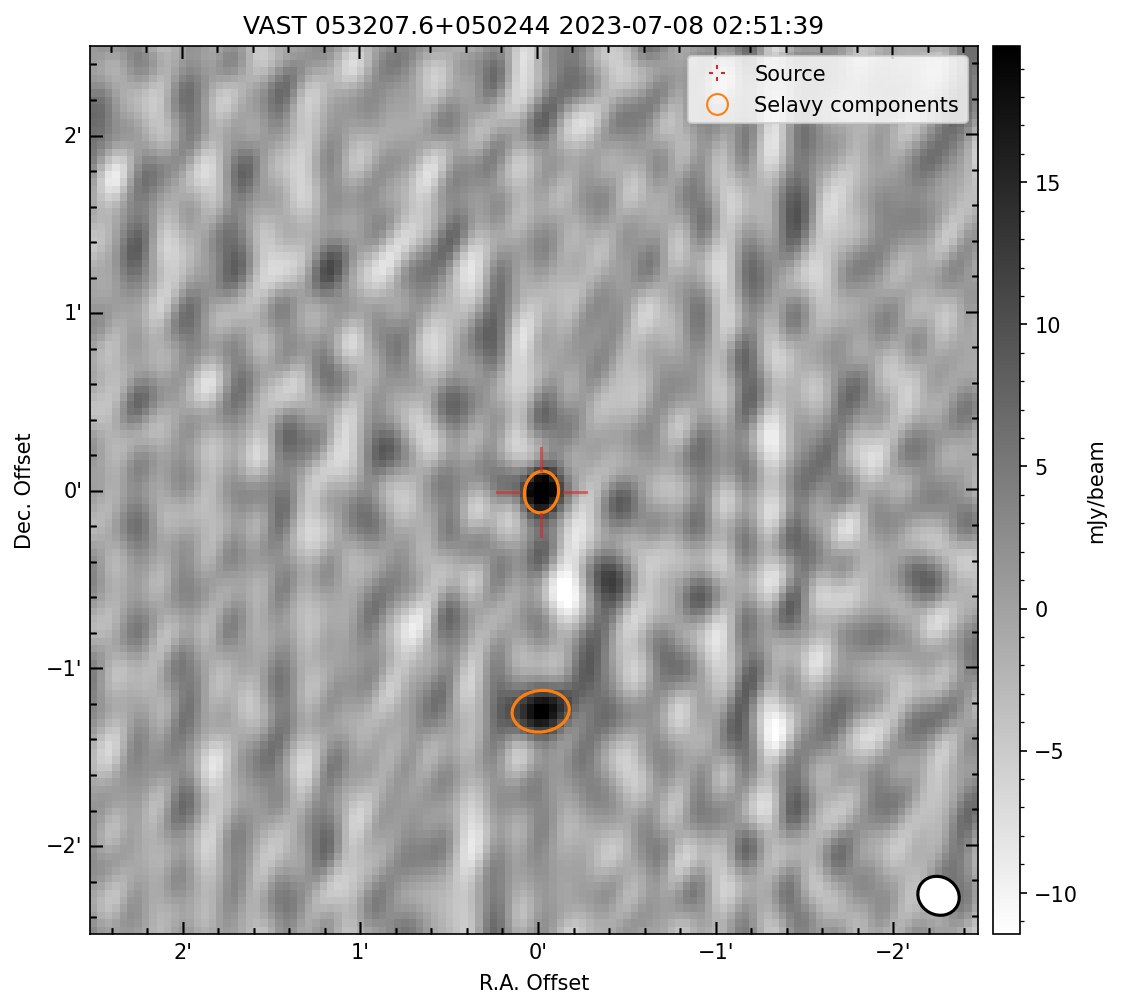 VAST 053207.6+050244 2023-07-08 02:51:39
Source
Selavy components
2'
1'
0'
−1'
−2'
Dec. Offset
2'
1'
0'
−1'
−2'
R.A. Offset
15
10
5
0
−5
−10
mJy/beam